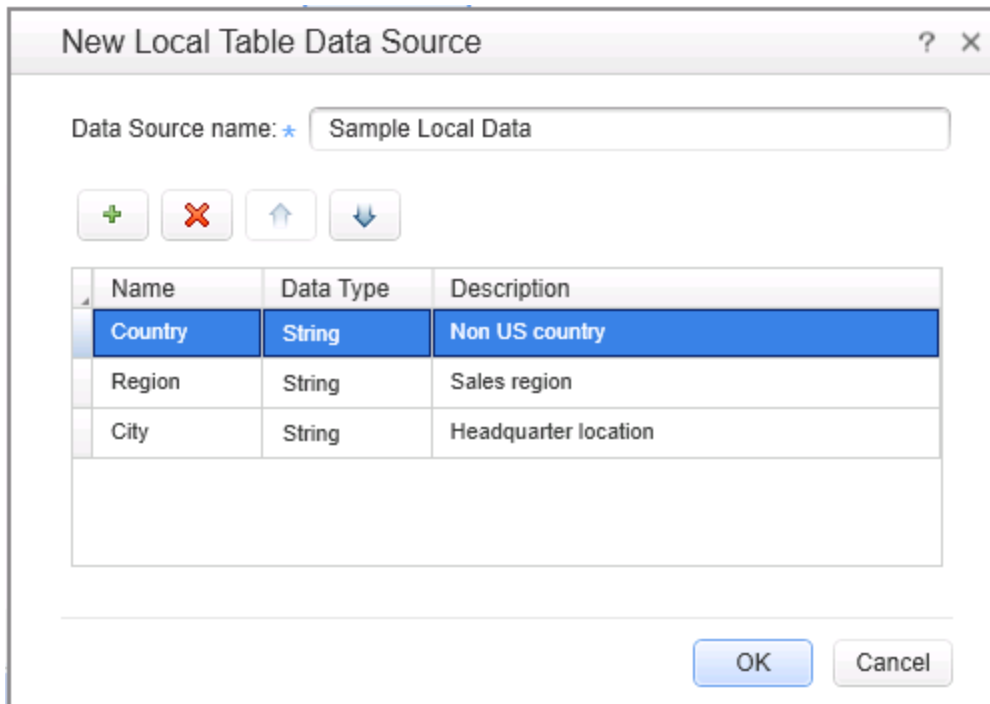 New Local Table Data Source ? ×
Data Source name: * Sample Local Data
Name Data Type Description
Country String Non US country
Region String Sales region
City String Headquarter location
OK Cancel